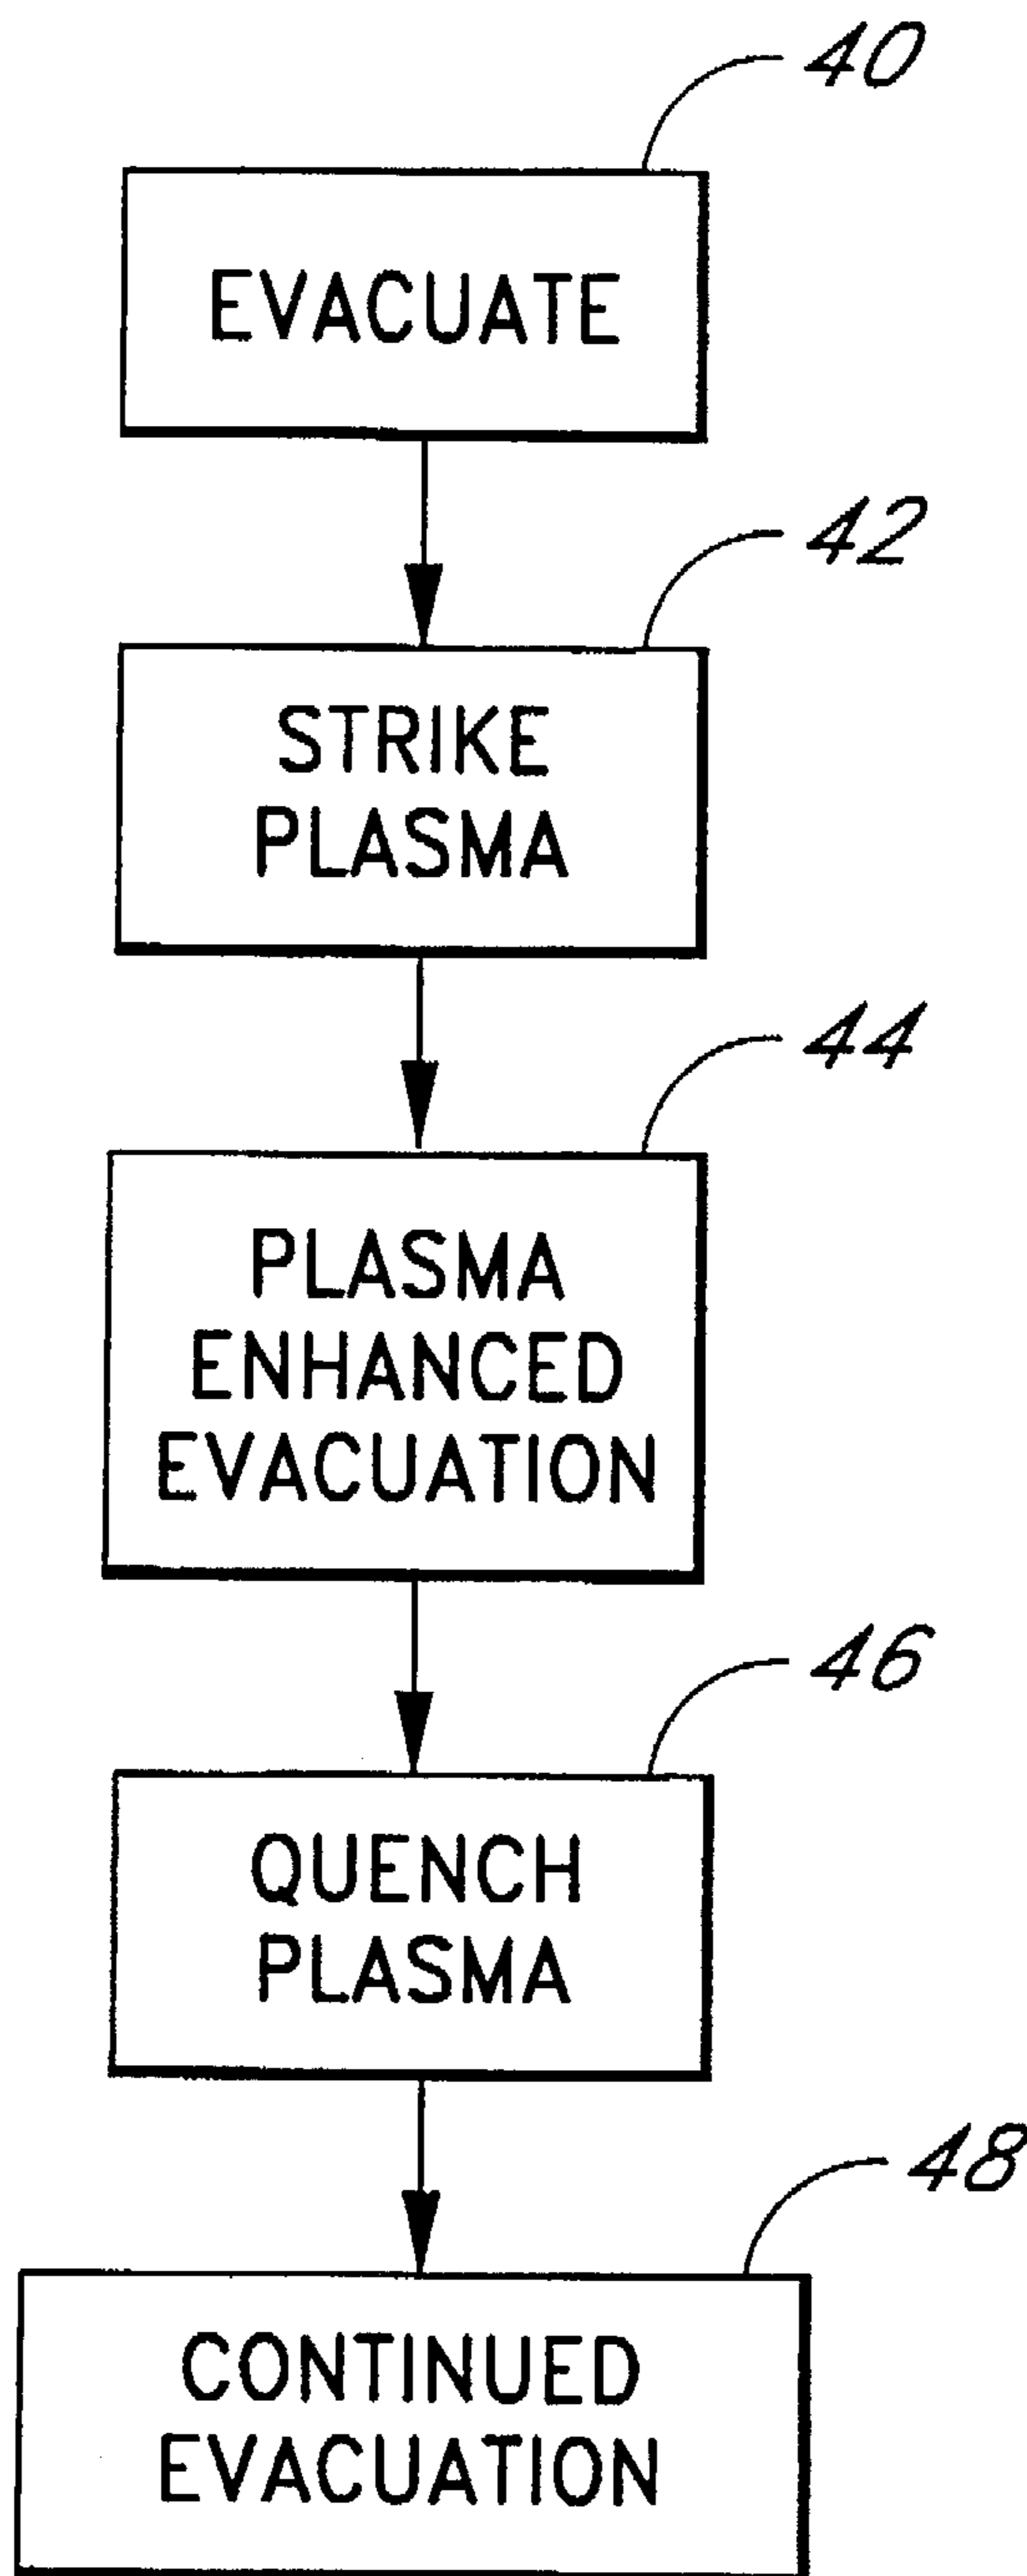 40
EVACUATE
42
STRIKE
PLASMA
44
PLASMA
ENHANCED
EVACUATION
46
QUENCH
PLASMA
48
CONTINUED
EVACUATION